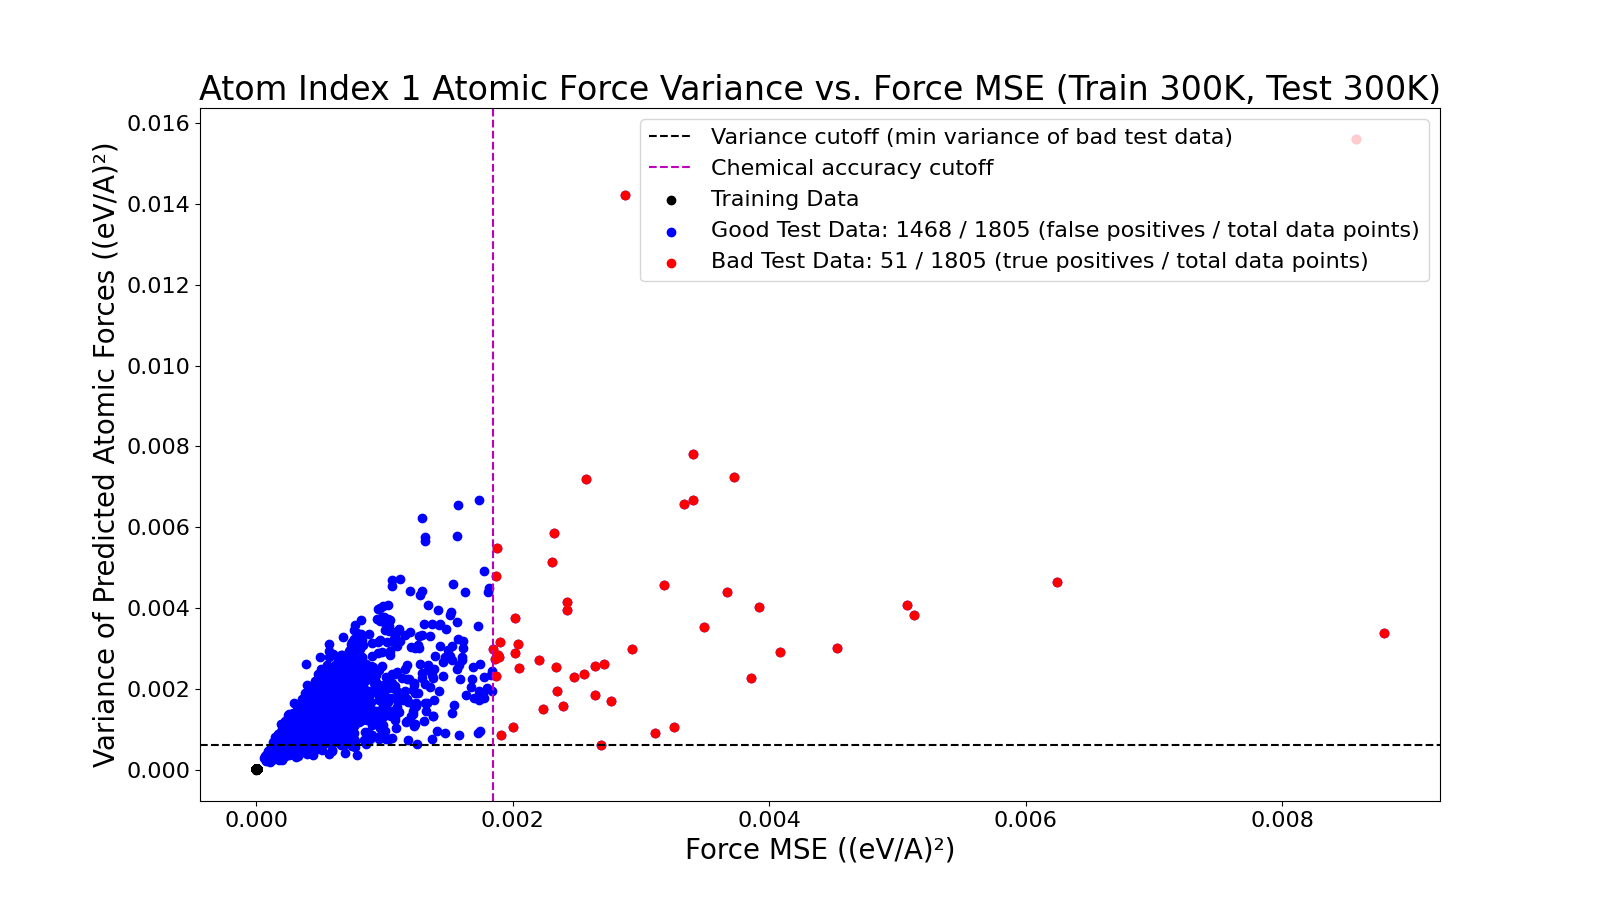 Atom Index 1 Atomic Force Variance vs. Force MSE (Train 300K, Test 300K)
Variance of Predicted Atomic Forces ((eV/A)²)
0.016
0.014
0.012
0.010
0.008
0.006
0.004
0.002
0.000
Variance cutoff (min variance of bad test data)
Chemical accuracy cutoff
Training Data
Good Test Data: 1468 / 1805 (false positives / total data points)
Bad Test Data: 51 / 1805 (true positives / total data points)
0.000
0.002
0.004
0.006
0.008
Force MSE ((eV/A)²)